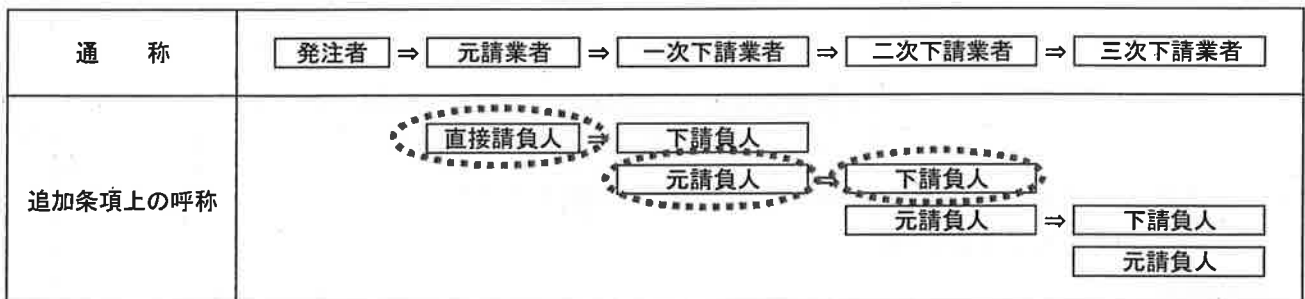 通　称 発注者 ⇒ 元請業者 ⇒ 一次下請業者 ⇒ 二次下請業者 ⇒ 三次下請業者
追加条項上の呼称
直接請負人 ⇒ 下請負人
元請負人 ⇒ 下請負人
元請負人 ⇒ 下請負人
元請負人